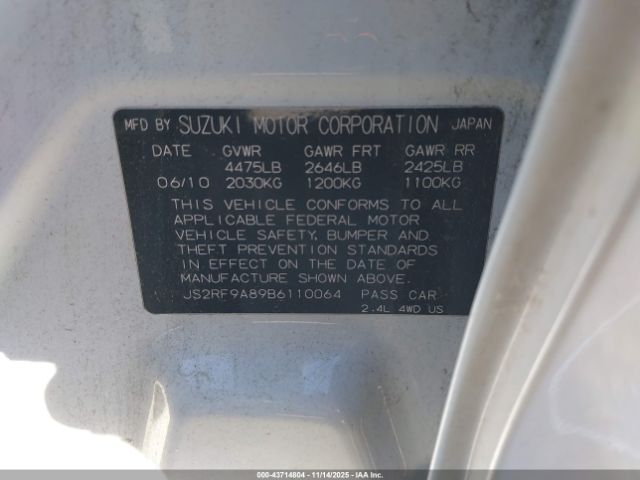 MFD BY SUZUKI MOTOR CORPORATION JAPAN
DATE GVWR GAWR FRT GAWR RR
4475LB 2646LB 2425LB
06/10 2030KG 1200KG 1100KG
THIS VEHICLE CONFORMS TO ALL
APPLICABLE FEDERAL MOTOR
VEHICLE SAFETY, BUMPER AND
THEFT PREVENTION STANDARDS
IN EFFECT ON THE DATE OF
MANUFACTURE SHOWN ABOVE.
JS2RF9A89B6110064 PASS CAR
2.4L 4WD US
000-43714804 - 11/14/2025 - IAAI.com